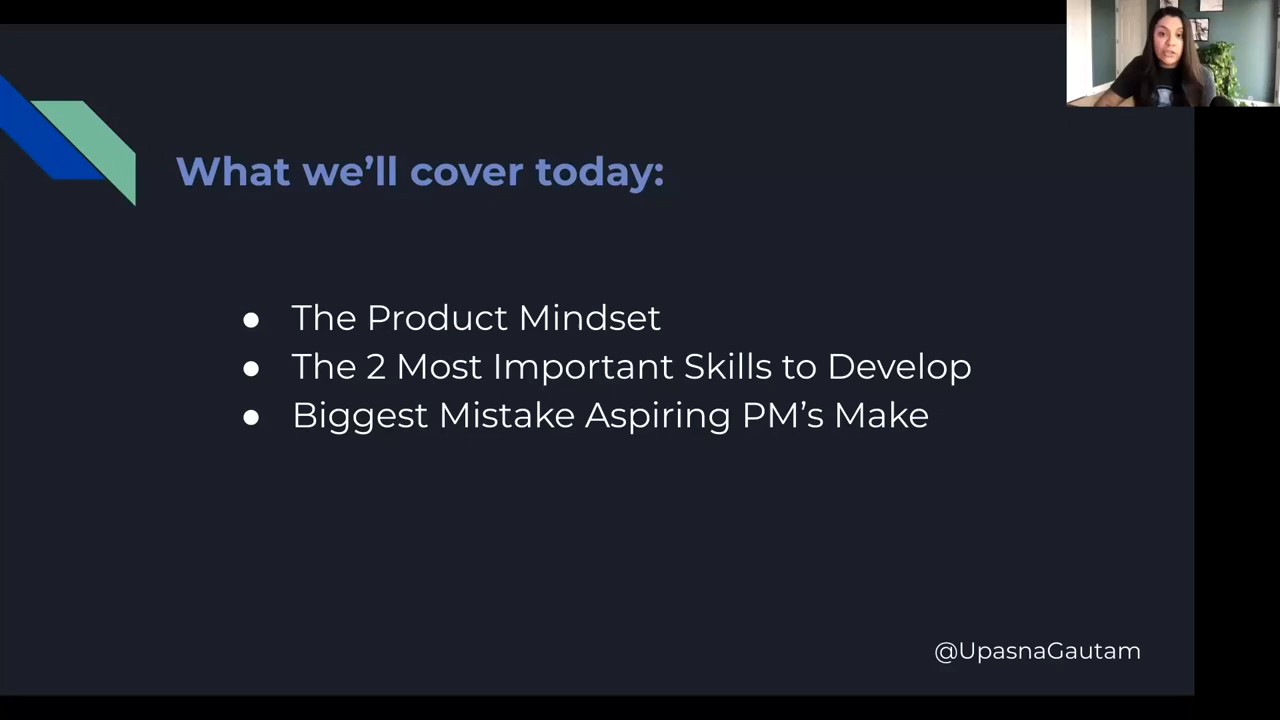 What we'll cover today:
● The Product Mindset
● The 2 Most Important Skills to Develop
● Biggest Mistake Aspiring PM's Make
@UpasnaGautam